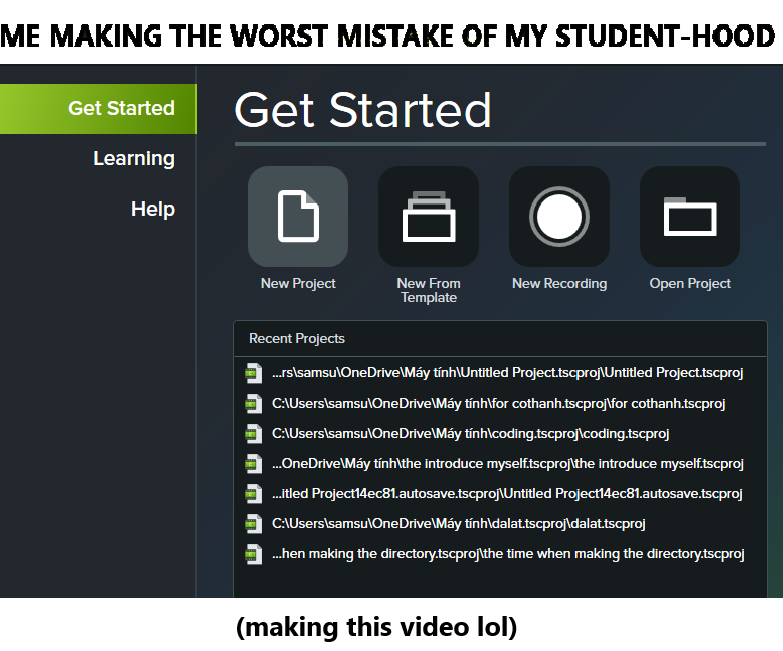 ME MAKING THE WORST MISTAKE OF MY STUDENT-HOOD
Get Started
Learning
Help
Get Started
New Project
New From
Template
New Recording
Open Project
Recent Projects
...rs\samsu\OneDrive\Máy tính\Untitled Project.tscproj\Untitled Project.tscproj
C:\Users\samsu\OneDrive\Máy tính\for cothanh.tscproj\for cothanh.tscproj
C:\Users\samsu\OneDrive\Máy tính\coding.tscproj\coding.tscproj
...OneDrive\Máy tính\the introduce myself.tscproj\the introduce myself.tscproj
...itled Project14ec81.autosave.tscproj\Untitled Project14ec81.autosave.tscproj
C:\Users\samsu\OneDrive\Máy tính\dalat.tscproj\dalat.tscproj
...hen making the directory.tscproj\the time when making the directory.tscproj
(making this video lol)